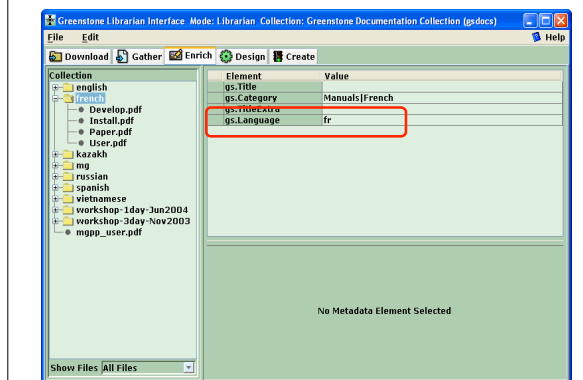 Greenstone Librarian Interface Mode: Librarian Collection: Greenstone Documentation Collection (gsdocs)
File Edit Help
Download Gather Enrich Design Create
Collection
english
french
Develop.pdf
Install.pdf
Paper.pdf
User.pdf
kazakh
mg
russian
spanish
vietnamese
workshop-1day-Jun2004
workshop-3day-Nov2003
mgpp_user.pdf
Show Files All Files
Element Value
gs.Title
gs.Category Manuals|French
gs.TitleExtra
gs.Language fr
No Metadata Element Selected